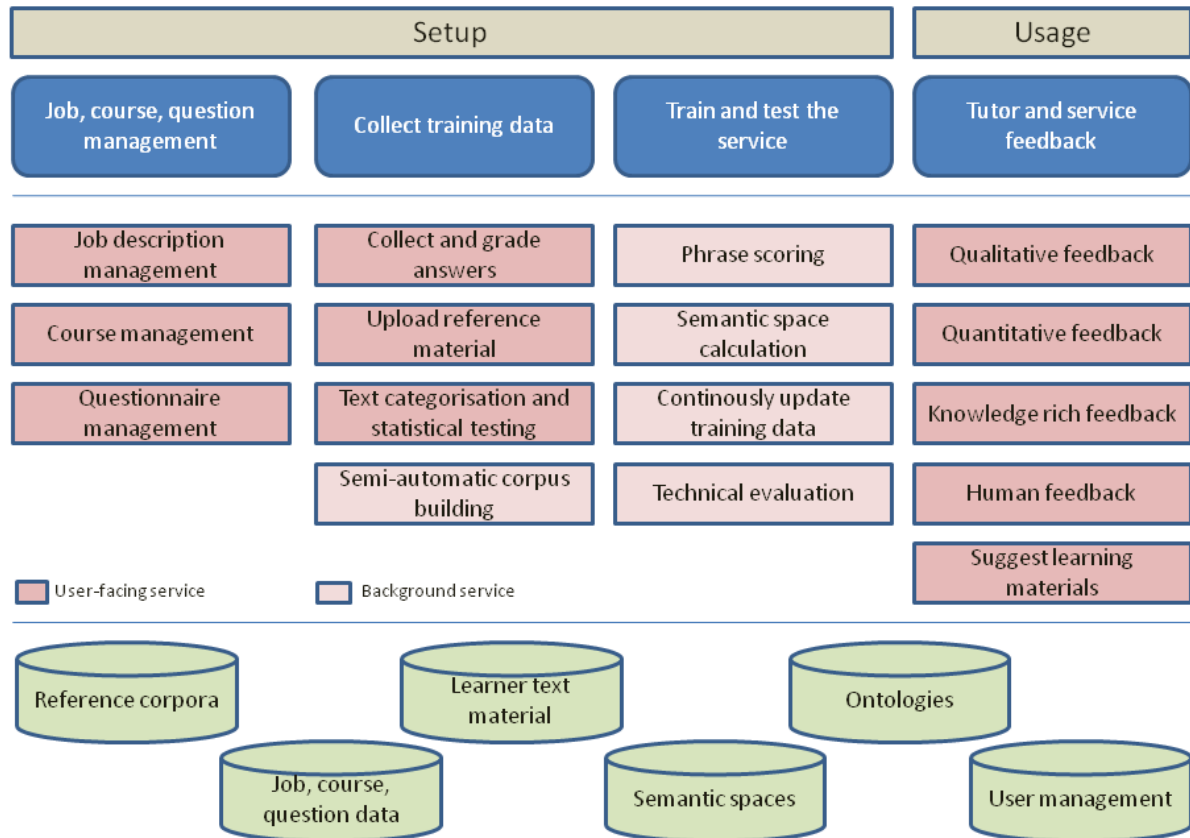 Setup
Usage
Job, course, question
management
Collect training data
Train and test the
service
Tutor and service
feedback
Job description
management
Collect and grade
answers
Phrase scoring
Qualitative feedback
Course management
Upload reference
material
Semantic space
calculation
Quantitative feedback
Questionnaire
management
Text categorisation and
statistical testing
Continously update
training data
Knowledge rich feedback
Semi-automatic corpus
building
Technical evaluation
Human feedback
Suggest learning
materials
User-facing service
Background service
Reference corpora
Learner text
material
Ontologies
Job, course,
question data
Semantic spaces
User management